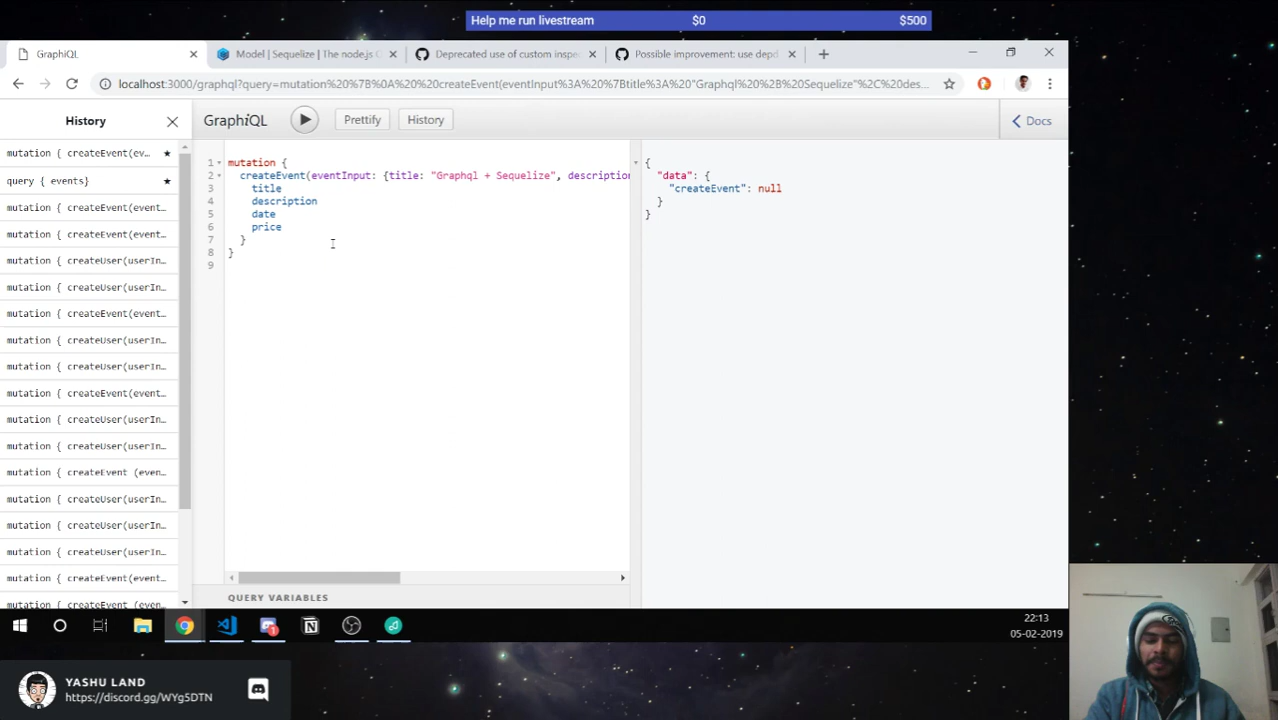 Help me run livestream $0 $500
GraphiQL
Model | Sequelize | The node.js O
Deprecated use of custom inspe
Possible improvement: use depd
localhost:3000/graphql?query=mutation%20%7B%0A%20%20createEvent(eventInput%3A%20%7Btitle%3A%20"Graphql%20%2B%20Sequelize"%2C%20des...
History
GraphiQL
Prettify
History
Docs
mutation { createEvent(ev…
query { events}
mutation { createEvent(event…
mutation { createEvent(event…
mutation { createUser(userIn…
mutation { createUser(userIn…
mutation { createEvent(event…
mutation { createUser(userIn…
mutation { createUser(userIn…
mutation { createEvent(event…
mutation { createUser(userIn…
mutation { createUser(userIn…
mutation { createEvent (even…
mutation { createUser(userIn…
mutation { createUser(userIn…
mutation { createUser(userIn…
mutation { createEvent(event…
mutation { createEvent (even…
1 mutation {
2 createEvent(eventInput: {title: "Graphql + Sequelize", description
3 title
4 description
5 date
6 price
7 }
8 }
9
{
"data": {
"createEvent": null
}
}
QUERY VARIABLES
22:13
05-02-2019
YASHU LAND
https://discord.gg/WYg5DTN